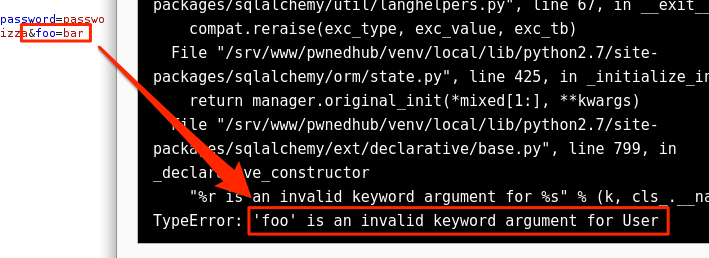 password=passwo
izza&foo=bar
packages/sqlalchemy/util/langhelpers.py", line 67, in __exit__
compat.reraise(exc_type, exc_value, exc_tb)
File "/srv/www/pwnedhub/venv/local/lib/python2.7/site-
packages/sqlalchemy/orm/state.py", line 425, in _initialize_in
return manager.original_init(*mixed[1:], **kwargs)
File "/srv/www/pwnedhub/venv/local/lib/python2.7/site-
packages/sqlalchemy/ext/declarative/base.py", line 799, in
"%r is an invalid keyword argument for %s" % (k, cls_.__na
TypeError: 'foo' is an invalid keyword argument for User